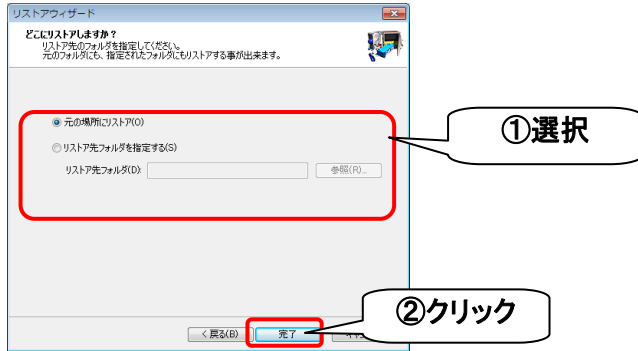 リストアウィザード
どこにリストアしますか？
リストア先のフォルダを指定してください。
元のフォルダにも、指定されたフォルダにもリストアする事が出来ます。
元の場所にリストア(O)
リストア先フォルダを指定する(S)
リストア先フォルダ(D):
参照(R)...
①選択
②クリック
< 戻る(B)
完了